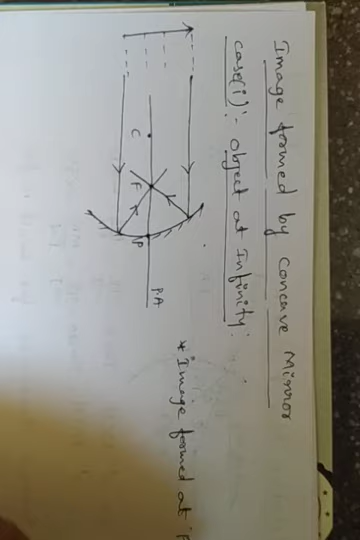 Image formed by concave Mirror
case(i):- object at Infinity:
C
F
P
P.A
* Image formed at 'F